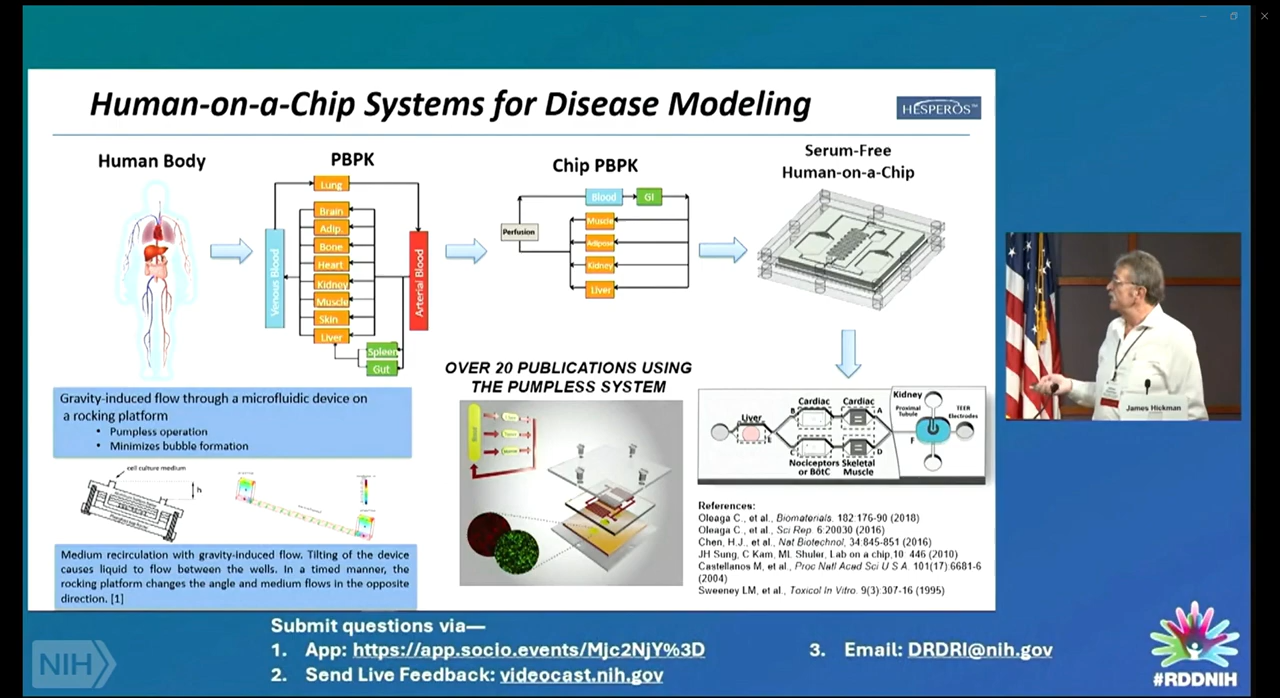 Human-on-a-Chip Systems for Disease Modeling
HESPEROS™
Human Body
PBPK
Lung
Brain
Adip.
Bone
Heart
Kidney
Muscle
Skin
Liver
Spleen
Gut
Venous Blood
Arterial Blood
Chip PBPK
Blood
GI
Perfusion
Muscle
Adipose
Kidney
Liver
Serum-Free
Human-on-a-Chip
Gravity-induced flow through a microfluidic device on
a rocking platform
• Pumpless operation
• Minimizes bubble formation
cell culture medium
h
Medium recirculation with gravity-induced flow. Tilting of the device
causes liquid to flow between the wells. In a timed manner, the
rocking platform changes the angle and medium flows in the opposite
direction. [1]
OVER 20 PUBLICATIONS USING
THE PUMPLESS SYSTEM
Liver
Cardiac
Cardiac
B
A
C
D
Nociceptors
or BötC
Skeletal
Muscle
Kidney
Proximal
Tubule
TEER
Electrodes
F
References:
Oleaga C., et al., Biomaterials. 182:176-90 (2018)
Oleaga C., et al., Sci Rep. 6:20030 (2016)
Chen, H.J., et al., Nat Biotechnol, 34:845-851 (2016)
JH Sung, C Kam, ML Shuler, Lab on a chip,10 446 (2010)
Castellanos M, et al., Proc Natl Acad Sci U S A. 101(17):6681-6
(2004)
Sweeney LM, et al., Toxicol In Vitro. 9(3):307-16 (1995)
James Hickman
Submit questions via—
1. App: https://app.socio.events/Mjc2NjY%3D
2. Send Live Feedback: videocast.nih.gov
3. Email: DRDRI@nih.gov
NIH
#RDDNIH